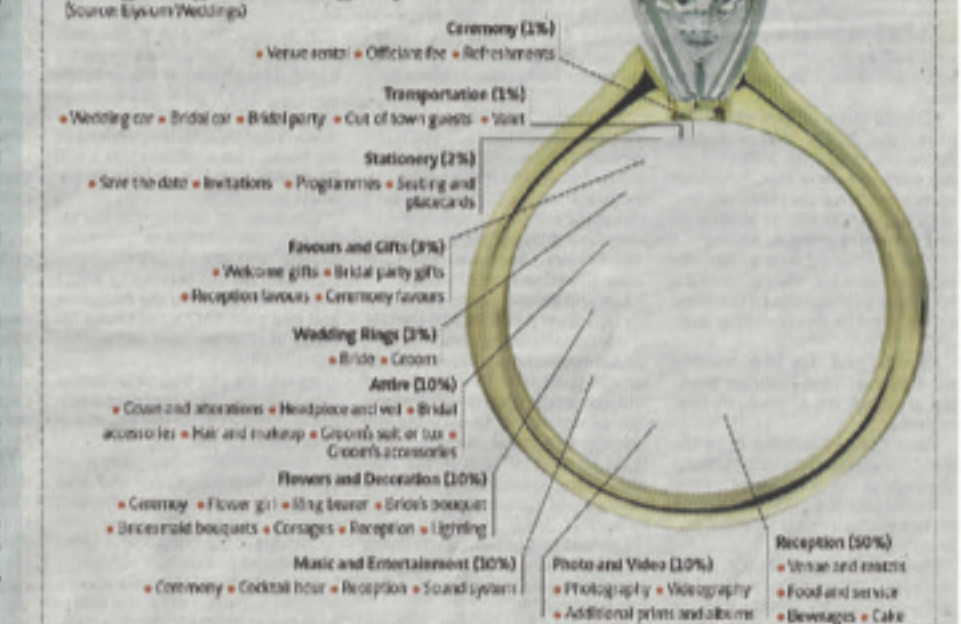 (Source: Elysium Weddings)
Ceremony (1%)
• Venue rental • Officiant fee • Refreshments
Transportation (1%)
• Wedding car • Bridal car • Bridal party • Out of town guests • Valet
Stationery (2%)
• Save the date • Invitations • Programmes • Seating and
placecards
Favours and Gifts (3%)
• Welcome gifts • Bridal party gifts
• Reception favours • Ceremony favours
Wedding Rings (3%)
• Bride • Groom
Attire (10%)
• Gown and alterations • Headpiece and veil • Bridal
accessories • Hair and makeup • Groom's suit or tux •
Groom's accessories
Flowers and Decoration (10%)
• Ceremony • Flower girl • Ring bearer • Bride's bouquet
• Bridesmaid bouquets • Corsages • Reception • Lighting
Music and Entertainment (10%)
• Ceremony • Cocktail hour • Reception • Sound system
Photo and Video (10%)
• Photography • Videography
• Additional prints and albums
Reception (50%)
• Venue and rentals
• Food and service
• Beverages • Cake